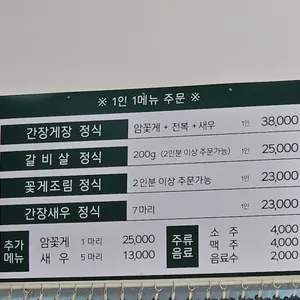 ※ 1인 1메뉴 주문 ※
간장게장 정식 암꽃게 + 전복 + 새우 1인 38,000
갈비살 정식 200g (2인분 이상 주문가능) 1인 25,000
꽃게조림 정식 2인분 이상 주문가능 1인 23,000
간장새우 정식 7마리 1인 23,000
추가 메뉴
암꽃게 1 마리 25,000
새우 5 마리 13,000
주류 음료
소주 4,000
맥주 4,000
음료수 2,000